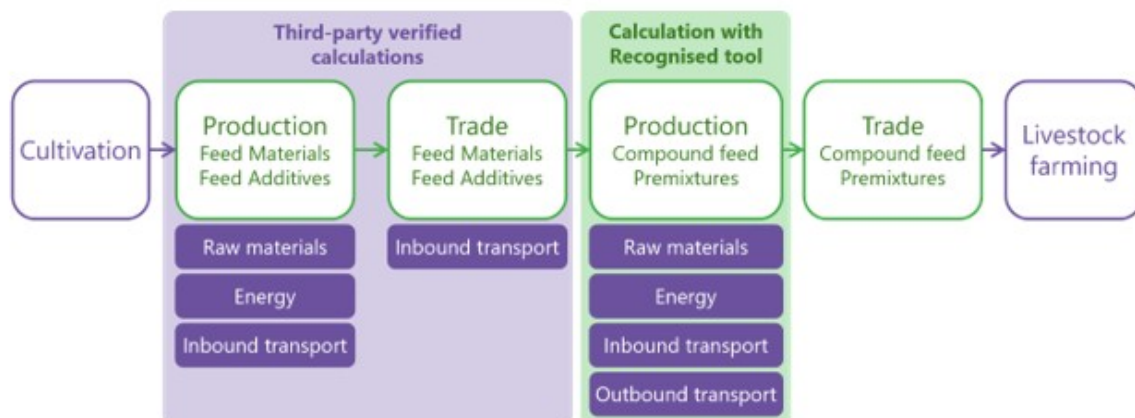 Third-party verified
calculations
Calculation with
Recognised tool
Cultivation
Production
Feed Materials
Feed Additives
Trade
Feed Materials
Feed Additives
Production
Compound feed
Premixtures
Trade
Compound feed
Premixtures
Livestock
farming
Raw materials
Energy
Inbound transport
Inbound transport
Raw materials
Energy
Inbound transport
Outbound transport